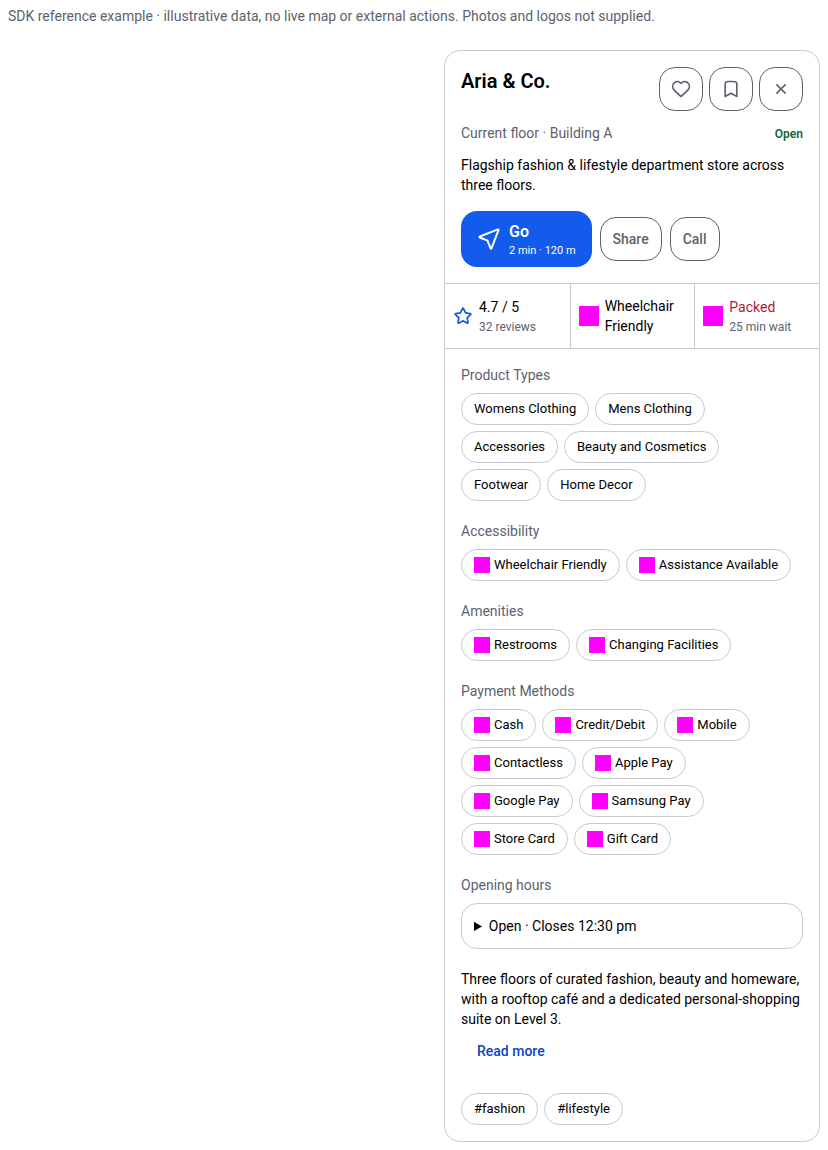 SDK reference example · illustrative data, no live map or external actions. Photos and logos not supplied.
Aria & Co.
Current floor · Building A
Open
Flagship fashion & lifestyle department store across
three floors.
Go
2 min · 120 m
Share
Call
4.7 / 5
32 reviews
Wheelchair
Friendly
Packed
25 min wait
Product Types
Womens Clothing
Mens Clothing
Accessories
Beauty and Cosmetics
Footwear
Home Decor
Accessibility
Wheelchair Friendly
Assistance Available
Amenities
Restrooms
Changing Facilities
Payment Methods
Cash
Credit/Debit
Mobile
Contactless
Apple Pay
Google Pay
Samsung Pay
Store Card
Gift Card
Opening hours
Open · Closes 12:30 pm
Three floors of curated fashion, beauty and homeware,
with a rooftop café and a dedicated personal-shopping
suite on Level 3.
Read more
#fashion
#lifestyle